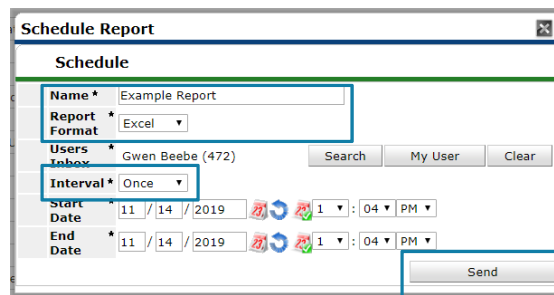 Schedule Report
Schedule
Name * Example Report
Report * Format Excel
Users * Inbox Gwen Beebe (472) Search My User Clear
Interval * Once
Start * Date 11 / 14 / 2019 1 : 04 PM
End * Date 11 / 14 / 2019 1 : 04 PM
Send